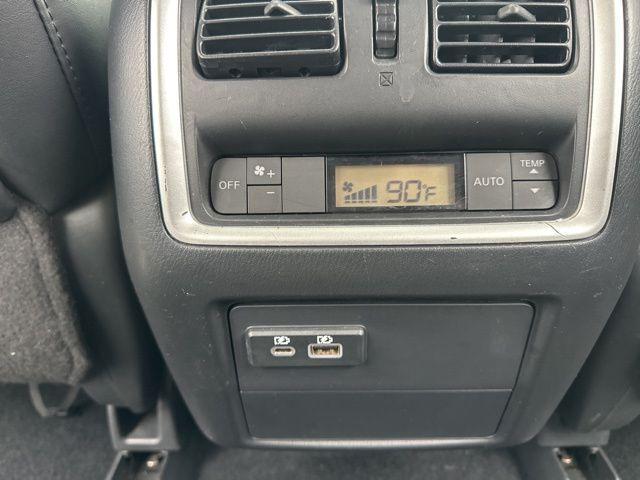 OFF
+
-
90°F
AUTO
TEMP